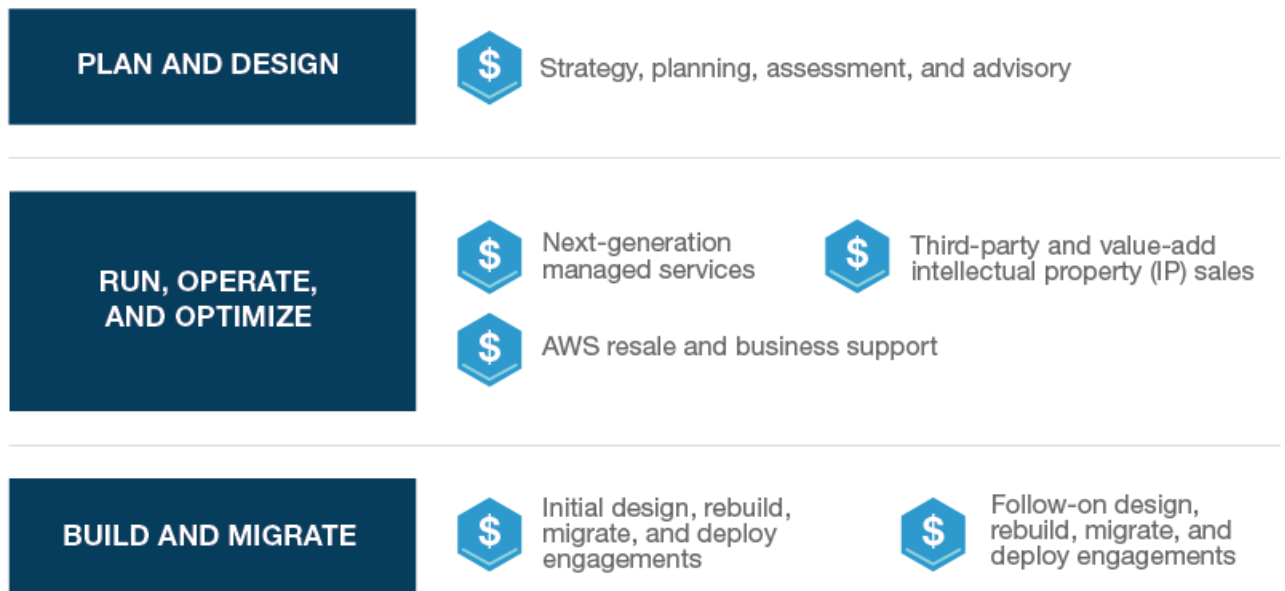 PLAN AND DESIGN
$
Strategy, planning, assessment, and advisory
RUN, OPERATE,
AND OPTIMIZE
$
Next-generation
managed services
$
Third-party and value-add
intellectual property (IP) sales
$
AWS resale and business support
BUILD AND MIGRATE
$
Initial design, rebuild,
migrate, and deploy
engagements
$
Follow-on design,
rebuild, migrate, and
deploy engagements